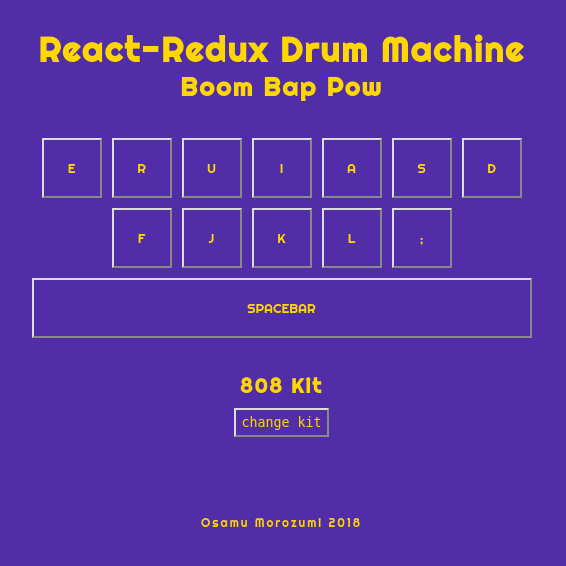 React-Redux Drum Machine
Boom Bap Pow
E R U I A S D
F J K L ;
SPACEBAR
808 Kit
change kit
Osamu Morozumi 2018